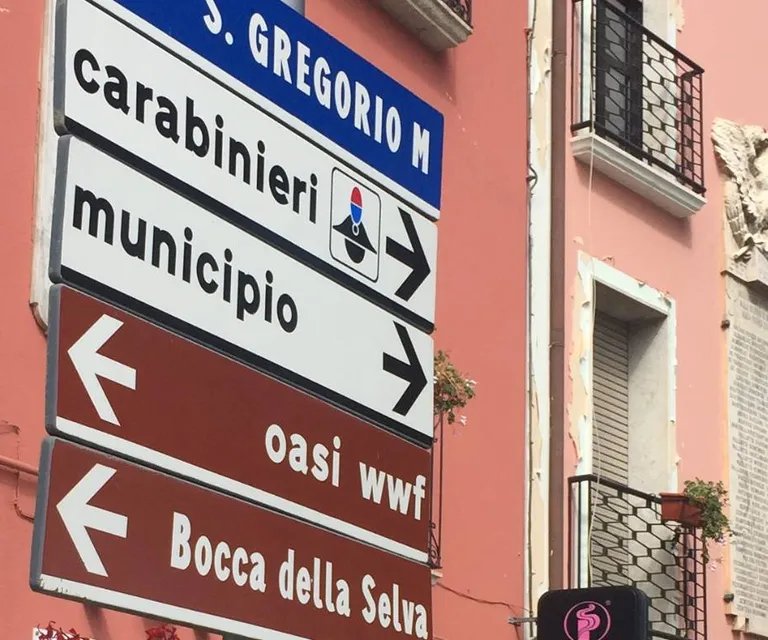 S. GREGORIO M
carabinieri
municipio
oasi wwf
Bocca della Selva